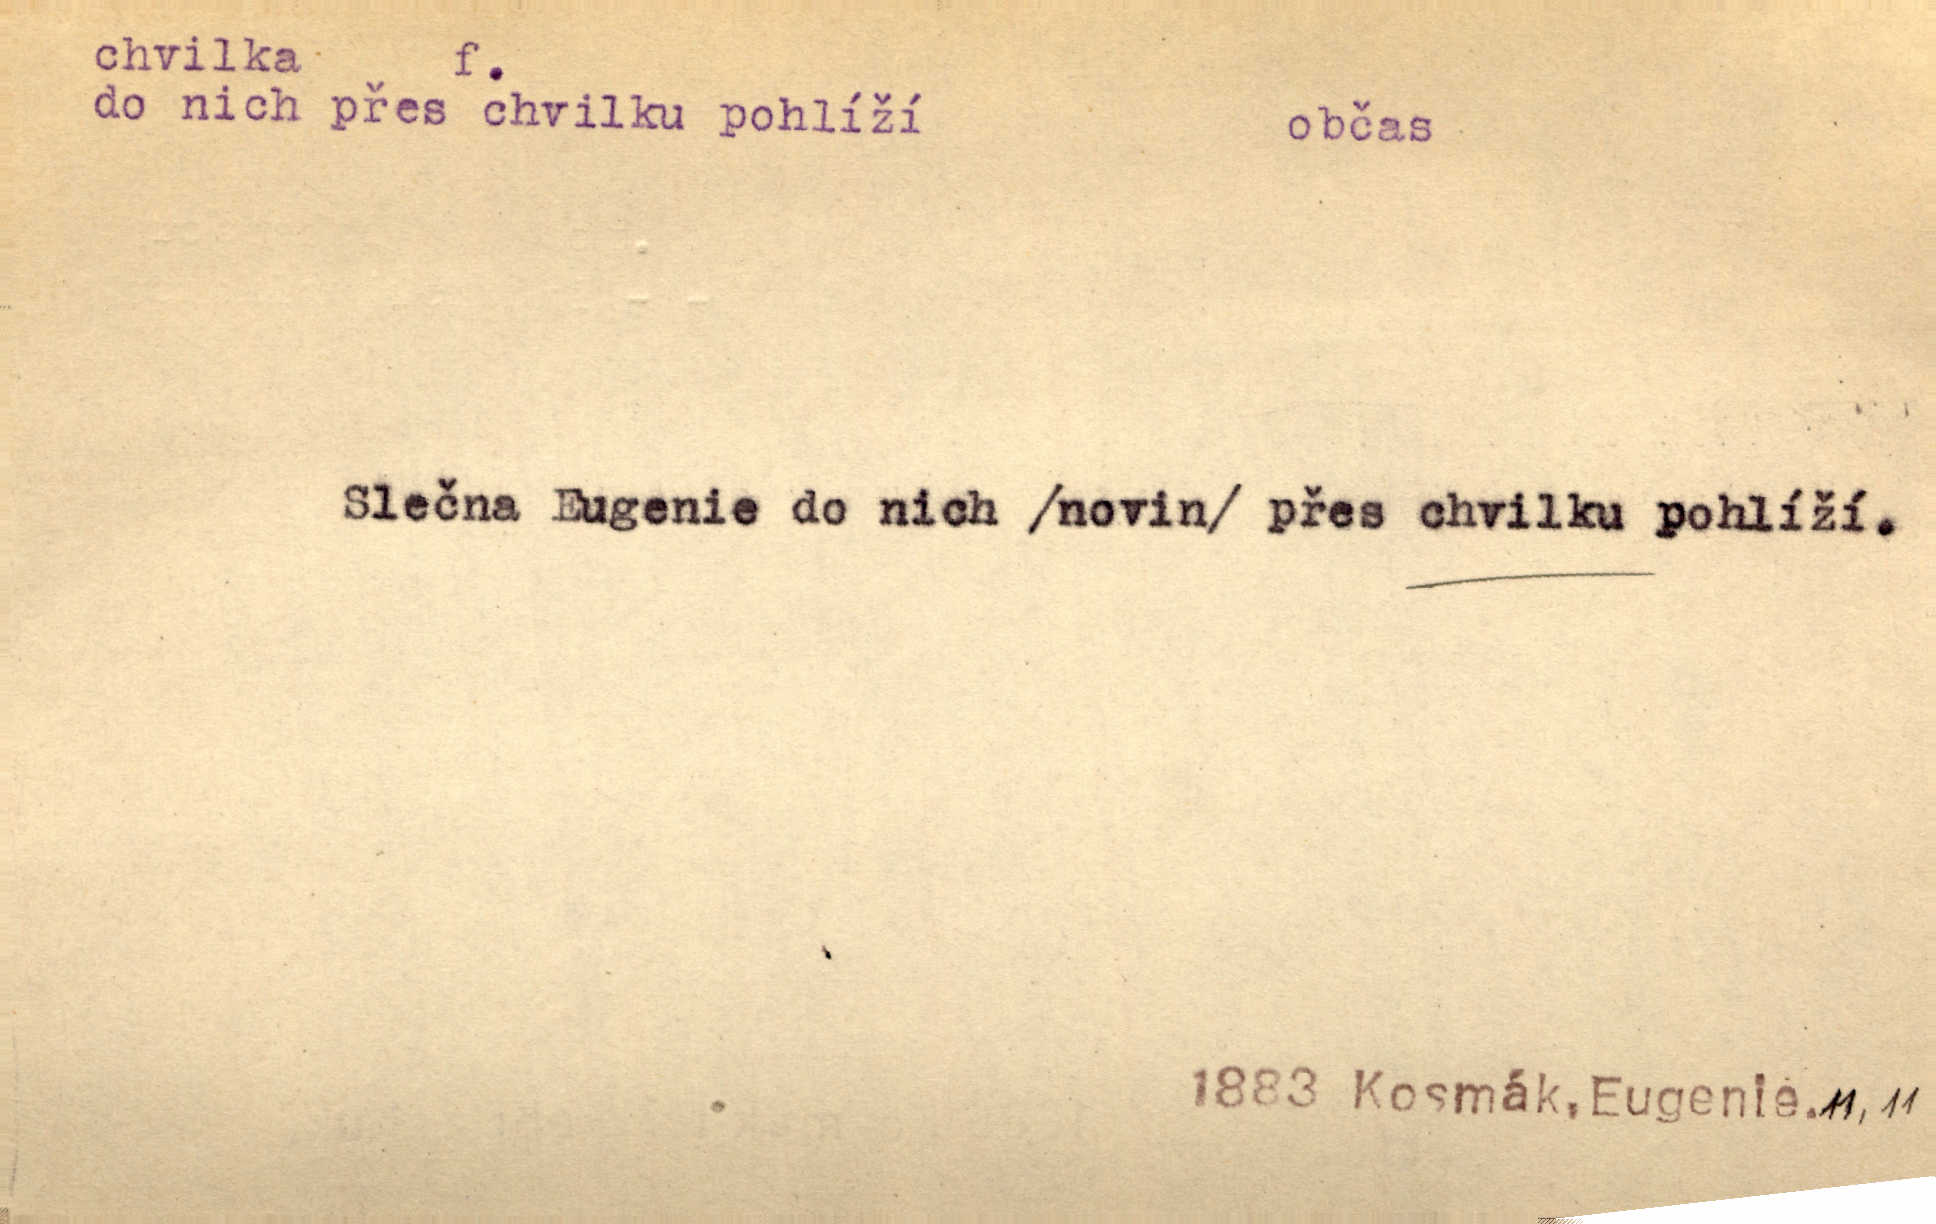 chvilka f.
do nich přes chvilku pohlíží občas
Slečna Eugenie do nich /novin/ přes chvilku pohlíží.
1883 Kosmák, Eugenie. 11, 11